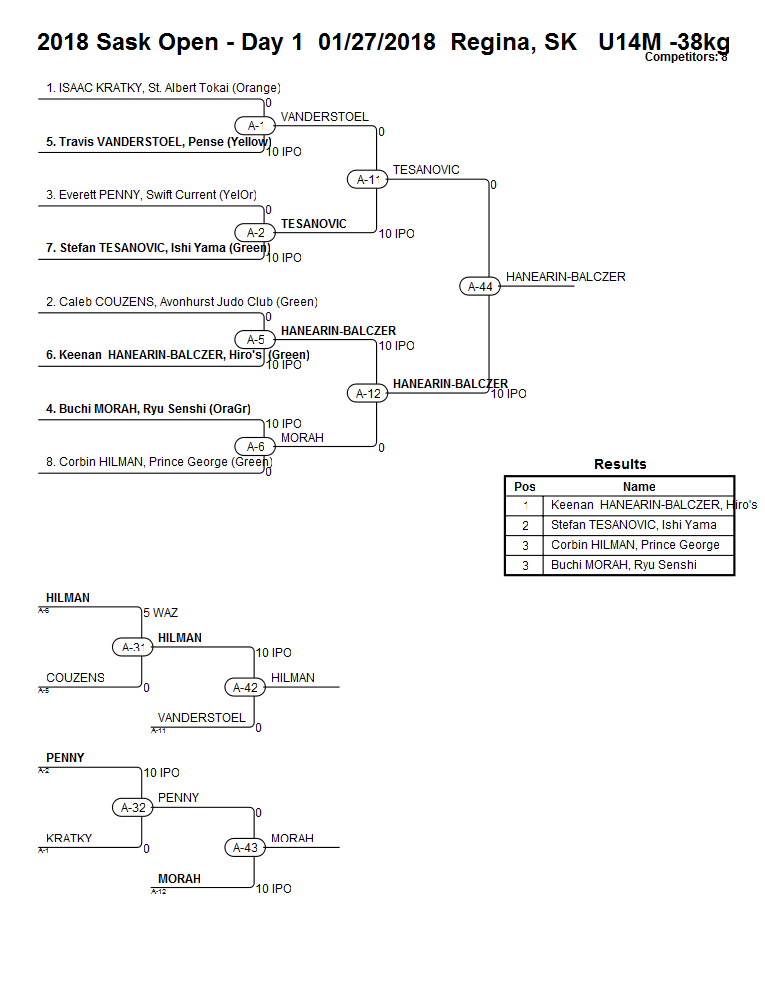 2018 Sask Open - Day 1 01/27/2018 Regina, SK U14M -38kg
Competitors: 8
1. ISAAC KRATKY, St. Albert Tokai (Orange)
0
A-1
VANDERSTOEL
0
5. Travis VANDERSTOEL, Pense (Yellow)
10 IPO
A-11
TESANOVIC
0
3. Everett PENNY, Swift Current (YelOr)
0
A-2
TESANOVIC
10 IPO
7. Stefan TESANOVIC, Ishi Yama (Green)
10 IPO
A-44
HANEARIN-BALCZER
2. Caleb COUZENS, Avonhurst Judo Club (Green)
0
A-5
HANEARIN-BALCZER
10 IPO
6. Keenan HANEARIN-BALCZER, Hiro's (Green)
10 IPO
A-12
HANEARIN-BALCZER
10 IPO
4. Buchi MORAH, Ryu Senshi (OraGr)
10 IPO
A-6
MORAH
0
8. Corbin HILMAN, Prince George (Green)
0
Results
Pos Name
1 Keenan HANEARIN-BALCZER, Hiro's
2 Stefan TESANOVIC, Ishi Yama
3 Corbin HILMAN, Prince George
3 Buchi MORAH, Ryu Senshi
HILMAN
A-6
5 WAZ
A-31
HILMAN
10 IPO
COUZENS
A-5
0
A-42
HILMAN
VANDERSTOEL
A-11
0
PENNY
A-2
10 IPO
A-32
PENNY
0
KRATKY
A-1
0
A-43
MORAH
MORAH
A-12
10 IPO